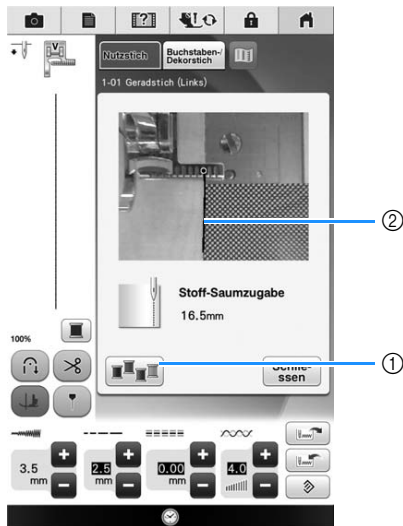 V
Nutzstich
Buchstaben-/
Dekorstich
1-01 Geradstich (Links)
②
Stoff-Saumzugabe
16.5mm
100%
①
Schlie-
ssen
3.5
mm
2.5
mm
0.00
mm
4.0